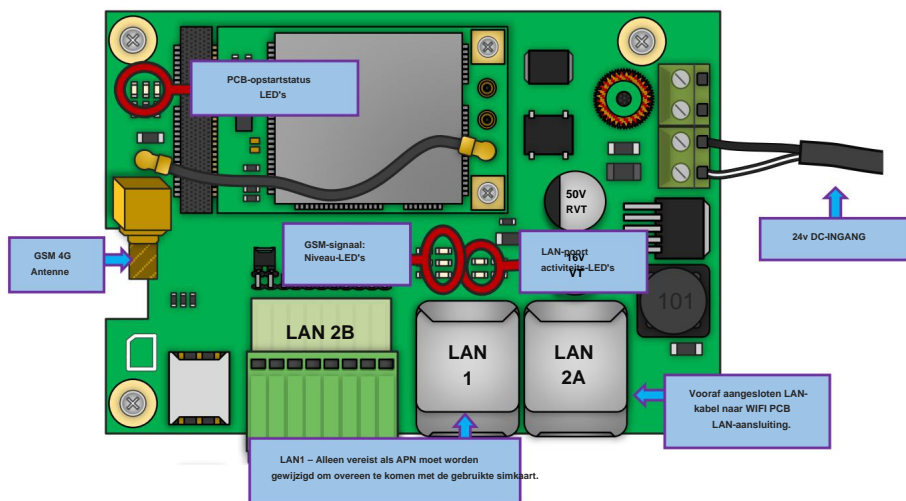 PCB-opstartstatus
LED's
50V
RVT
24v DC-INGANG
GSM 4G
Antenne
GSM-signaal:
Niveau-LED's
LAN-poort
activiteits-LED's
16V
VT
101
LAN 2B
LAN
1
LAN
2A
Vooraf aangesloten LAN-
kabel naar WIFI PCB
LAN-aansluiting.
LAN1 – Alleen vereist als APN moet worden
gewijzigd om overeen te komen met de gebruikte simkaart.